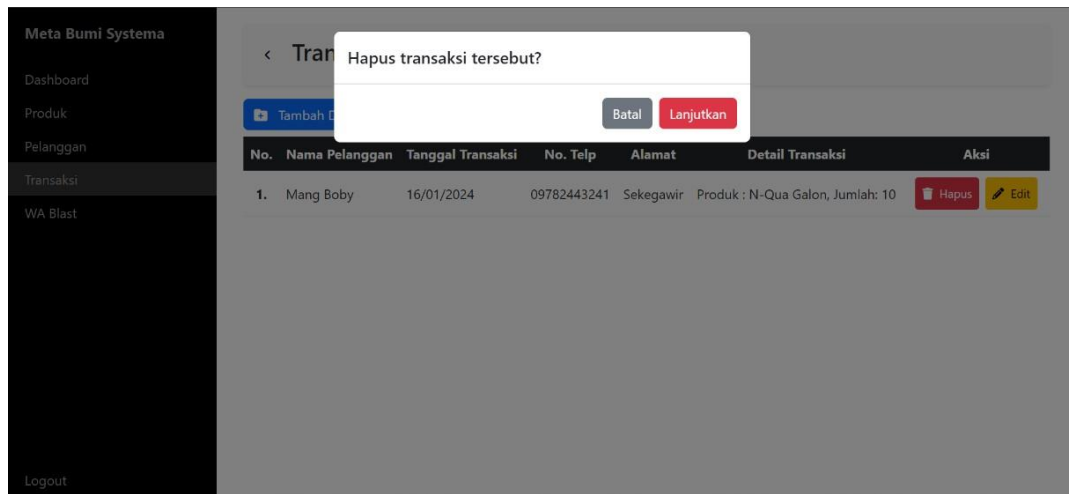 Meta Bumi Systema
Dashboard
Produk
Pelanggan
Transaksi
WA Blast
Logout
Tran
Hapus transaksi tersebut?
Batal Lanjutkan
Tambah D
No. Nama Pelanggan Tanggal Transaksi No. Telp Alamat Detail Transaksi Aksi
1. Mang Boby 16/01/2024 09782443241 Sekegawir Produk : N-Qua Galon, Jumlah: 10 Hapus Edit